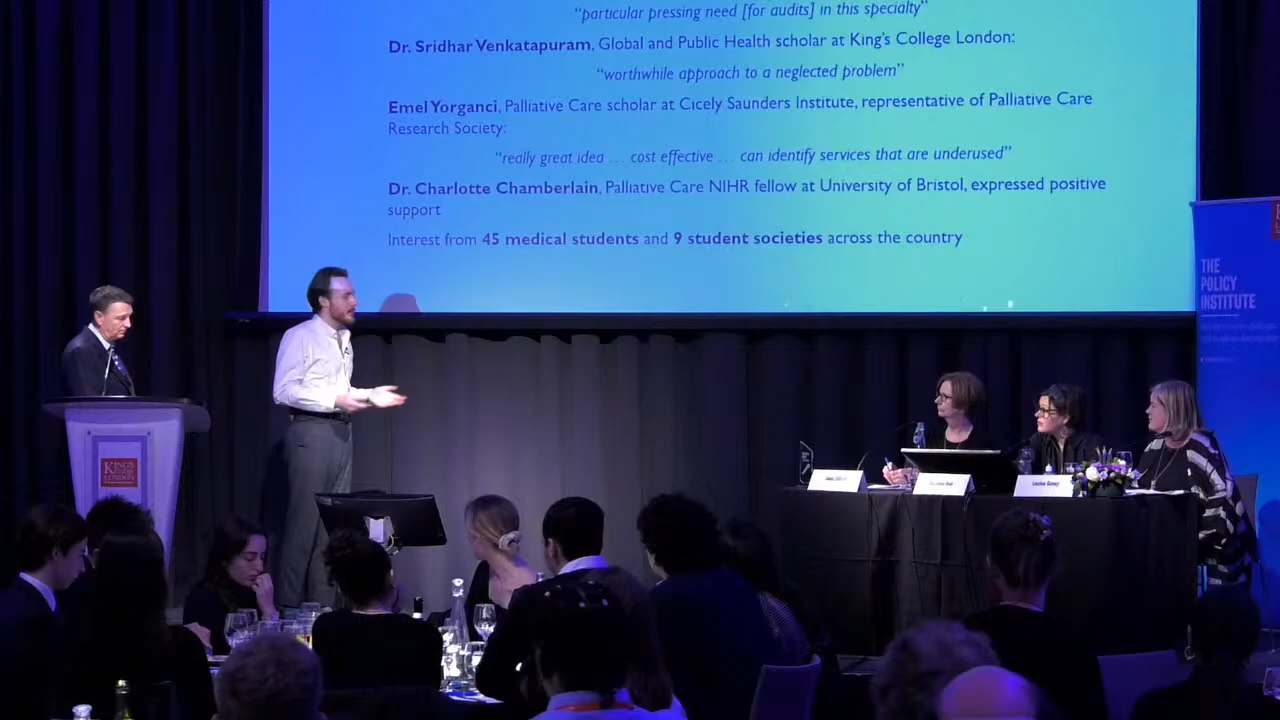 “particular pressing need [for audits] in this specialty”
Dr. Sridhar Venkatapuram, Global and Public Health scholar at King's College London:
“worthwhile approach to a neglected problem”
Emel Yorganci, Palliative Care scholar at Cicely Saunders Institute, representative of Palliative Care
Research Society:
“really great idea … cost effective … can identify services that are underused”
Dr. Charlotte Chamberlain, Palliative Care NIHR fellow at University of Bristol, expressed positive
support
Interest from 45 medical students and 9 student societies across the country
THE
POLICY
INSTITUTE
KING'S
College
LONDON